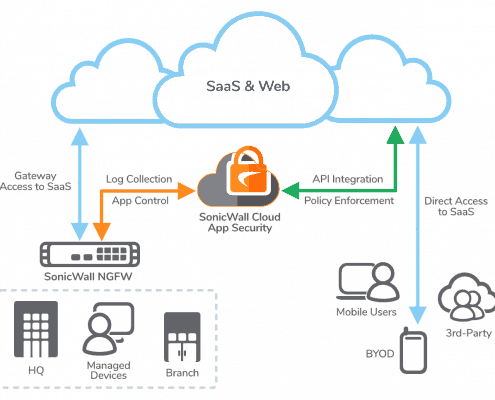 SaaS & Web
Gateway
Access to SaaS
Log Collection
App Control
API Integration
Policy Enforcement
SonicWall Cloud
App Security
Direct Access
to SaaS
SonicWall NGFW
Mobile Users
3rd-Party
BYOD
HQ
Managed
Devices
Branch